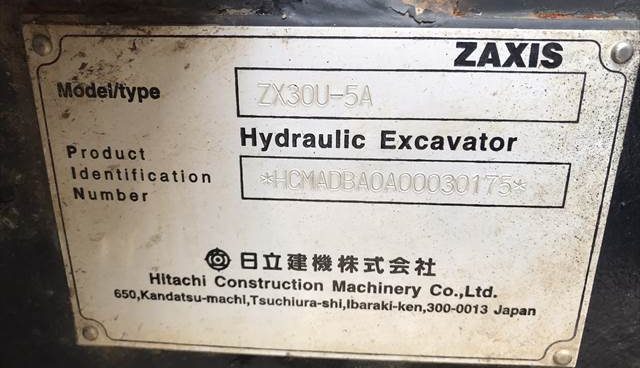 ZAXIS
Model/type ZX30U-5A
Hydraulic Excavator
Product
Identification
Number
*HCMADBA0A00030175*
日立建機株式会社
Hitachi Construction Machinery Co.,Ltd.
650,Kandatsu-machi,Tsuchiura-shi,Ibaraki-ken,300-0013 Japan